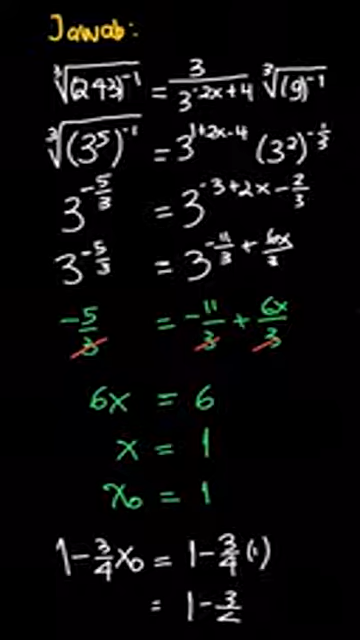 Jawab:
∛(243)⁻¹ = 3/3^(-2x+4) ∛(9)⁻¹
∛(3⁵)⁻¹ = 3^(1+2x-4) (3²)^(-1/3)
3^(-5/3) = 3^(-3+2x-2/3)
3^(-5/3) = 3^(-11/3 + 6x/3)
-5/3 = -11/3 + 6x/3
6x = 6
x = 1
x₀ = 1
1 - 3/4 x₀ = 1 - 3/4 (1)
= 1 - 3/4